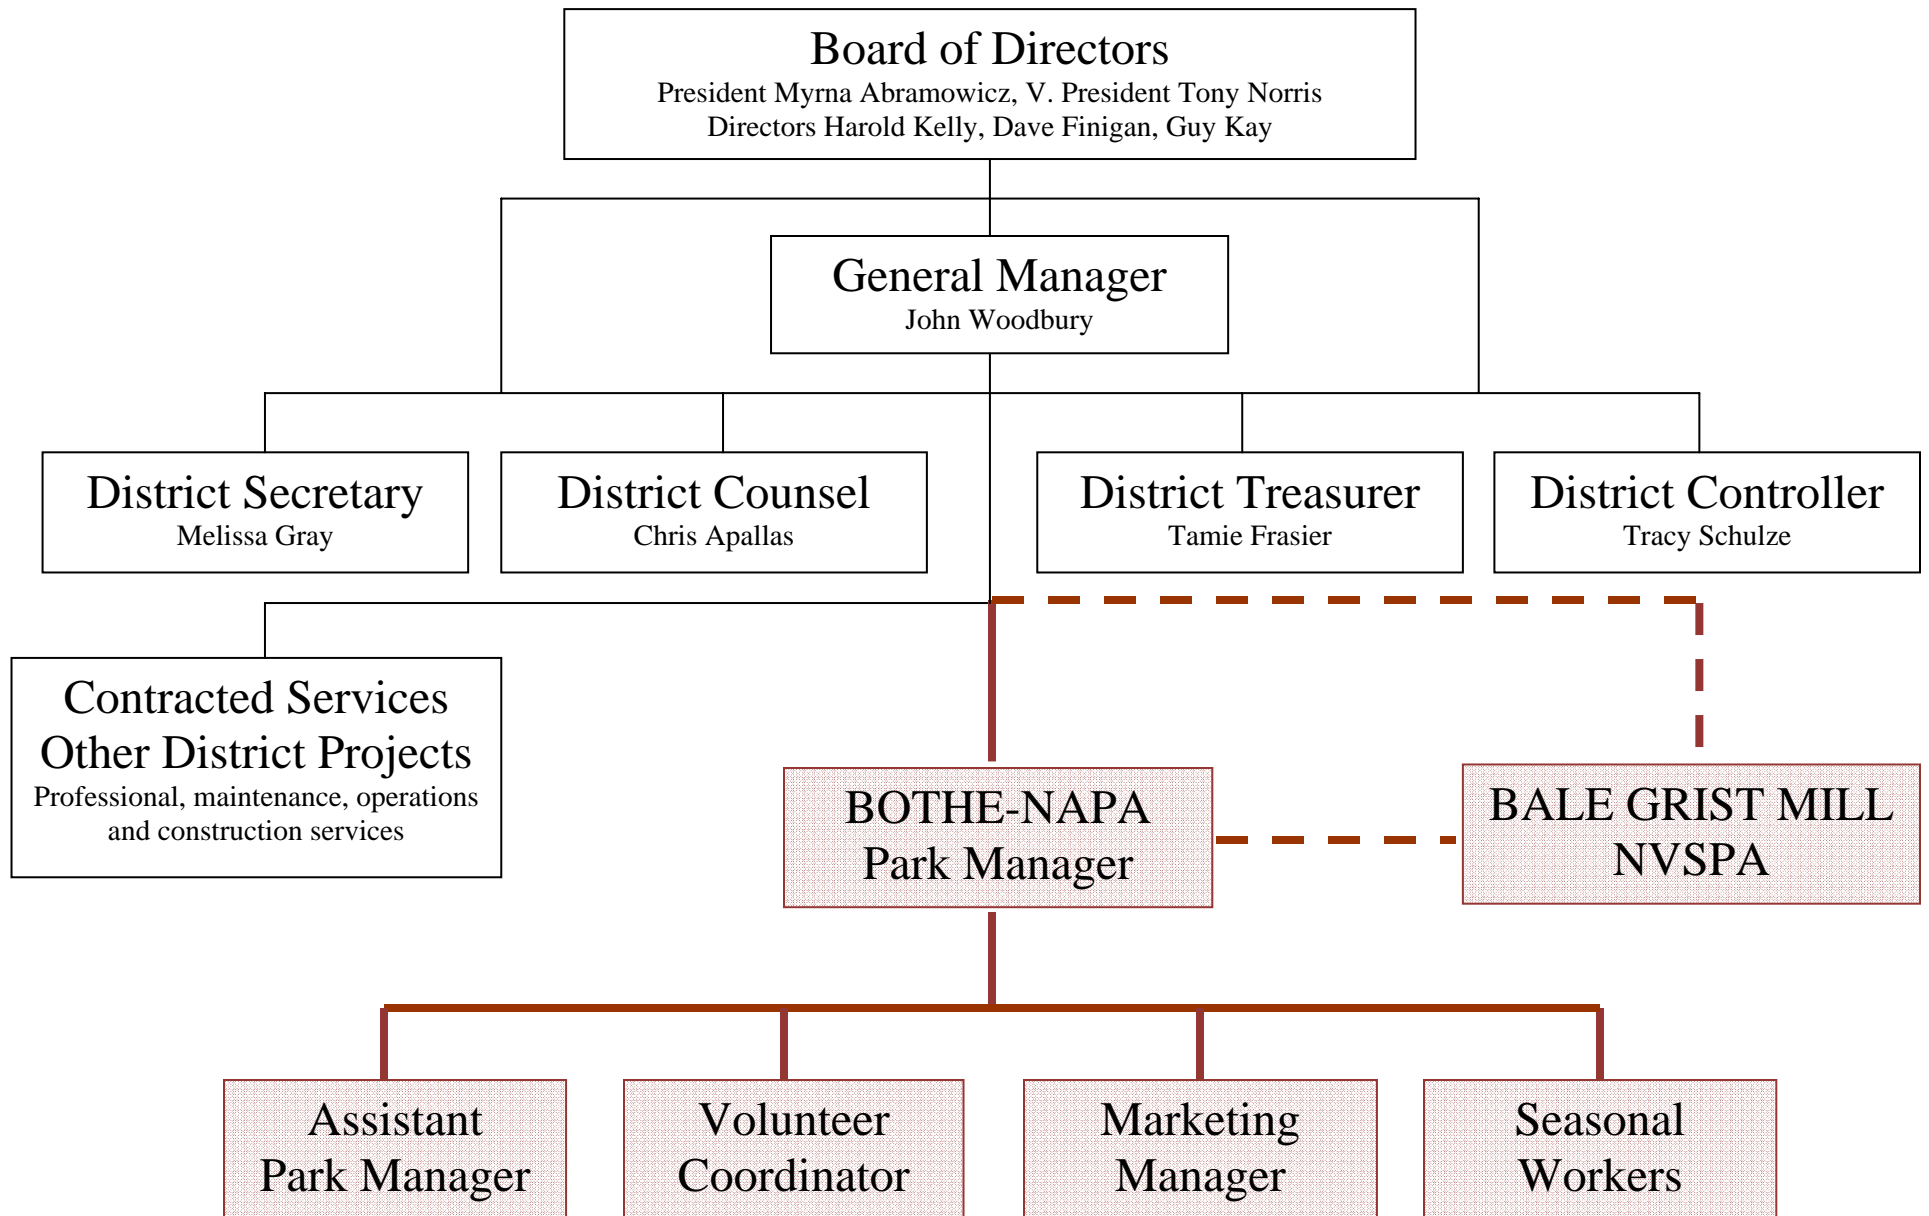 Board of Directors
President Myrna Abramowicz, V. President Tony Norris
Directors Harold Kelly, Dave Finigan, Guy Kay
General Manager
John Woodbury
District Secretary
Melissa Gray
District Counsel
Chris Apallas
District Treasurer
Tamie Frasier
District Controller
Tracy Schulze
Contracted Services
Other District Projects
Professional, maintenance, operations
and construction services
BOTHE-NAPA
Park Manager
BALE GRIST MILL
NVSPA
Assistant
Park Manager
Volunteer
Coordinator
Marketing
Manager
Seasonal
Workers